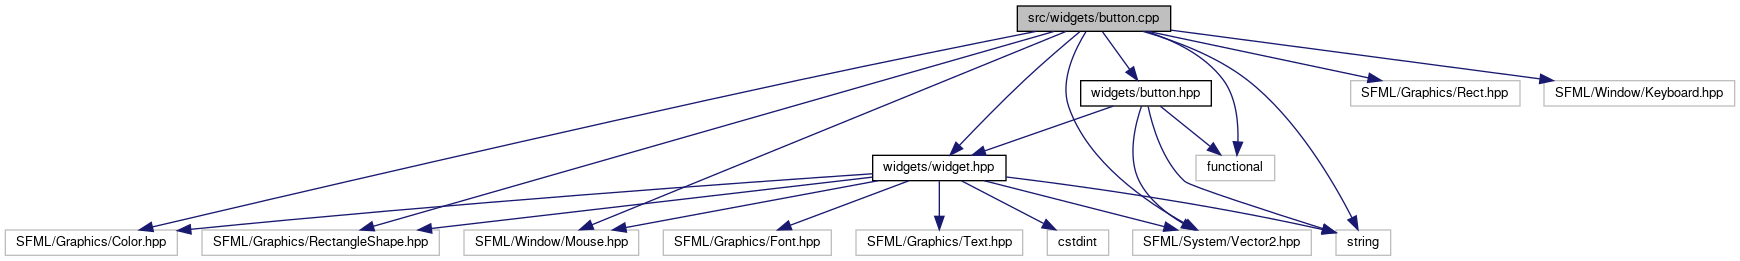 src/widgets/button.cpp
widgets/button.hpp
SFML/Graphics/Rect.hpp
SFML/Window/Keyboard.hpp
widgets/widget.hpp
functional
SFML/Graphics/Color.hpp
SFML/Graphics/RectangleShape.hpp
SFML/Window/Mouse.hpp
SFML/Graphics/Font.hpp
SFML/Graphics/Text.hpp
cstdint
SFML/System/Vector2.hpp
string